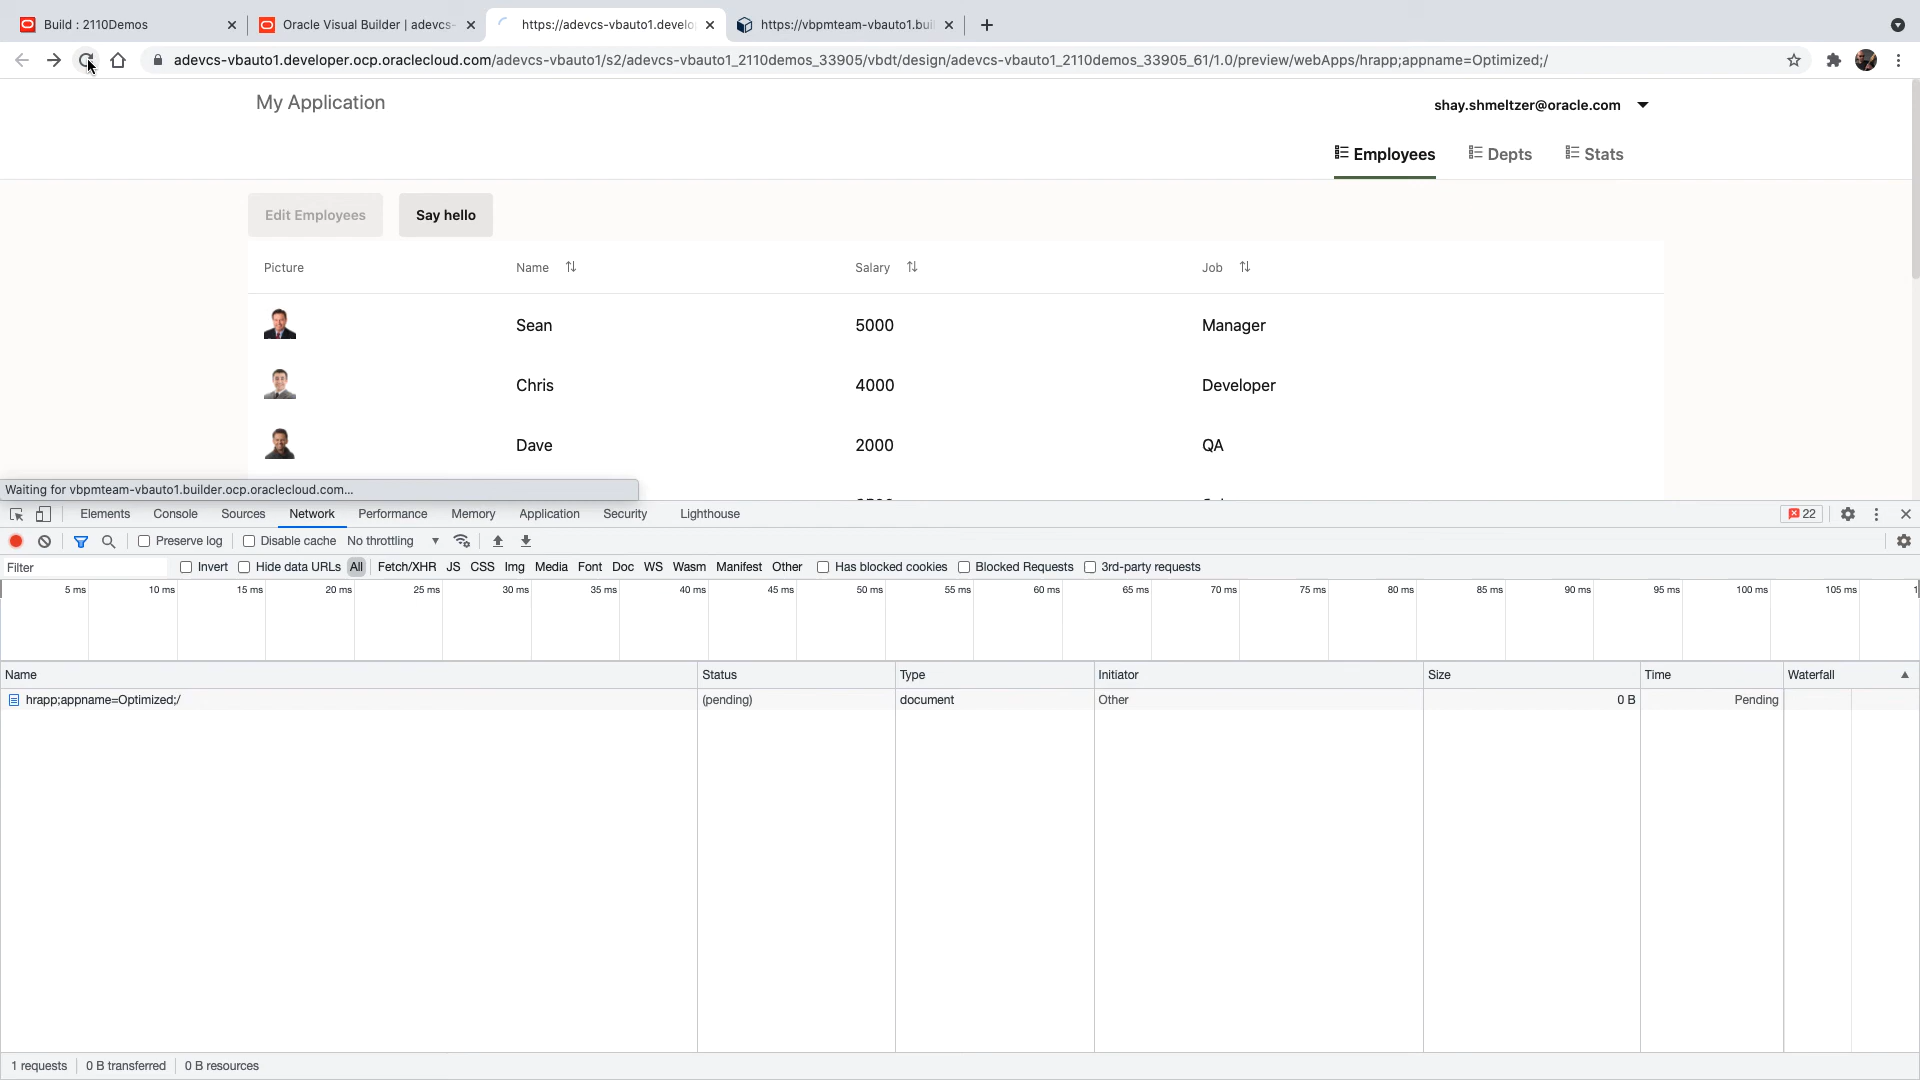 Build : 2110Demos
Oracle Visual Builder | adevcs-
https://adevcs-vbauto1.develo
https://vbpmteam-vbauto1.bui
adevcs-vbauto1.developer.ocp.oraclecloud.com/adevcs-vbauto1/s2/adevcs-vbauto1_2110demos_33905/vbdt/design/adevcs-vbauto1_2110demos_33905_61/1.0/preview/webApps/hrapp;appname=Optimized;/
My Application
shay.shmeltzer@oracle.com
Employees Depts Stats
Edit Employees Say hello
Picture Name Salary Job
Sean 5000 Manager
Chris 4000 Developer
Dave 2000 QA
Waiting for vbpmteam-vbauto1.builder.ocp.oraclecloud.com...
Elements Console Sources Network Performance Memory Application Security Lighthouse 22
Preserve log Disable cache No throttling
Filter Invert Hide data URLs All Fetch/XHR JS CSS Img Media Font Doc WS Wasm Manifest Other Has blocked cookies Blocked Requests 3rd-party requests
5 ms 10 ms 15 ms 20 ms 25 ms 30 ms 35 ms 40 ms 45 ms 50 ms 55 ms 60 ms 65 ms 70 ms 75 ms 80 ms 85 ms 90 ms 95 ms 100 ms 105 ms
Name Status Type Initiator Size Time Waterfall
hrapp;appname=Optimized;/ (pending) document Other 0 B Pending
1 requests 0 B transferred 0 B resources